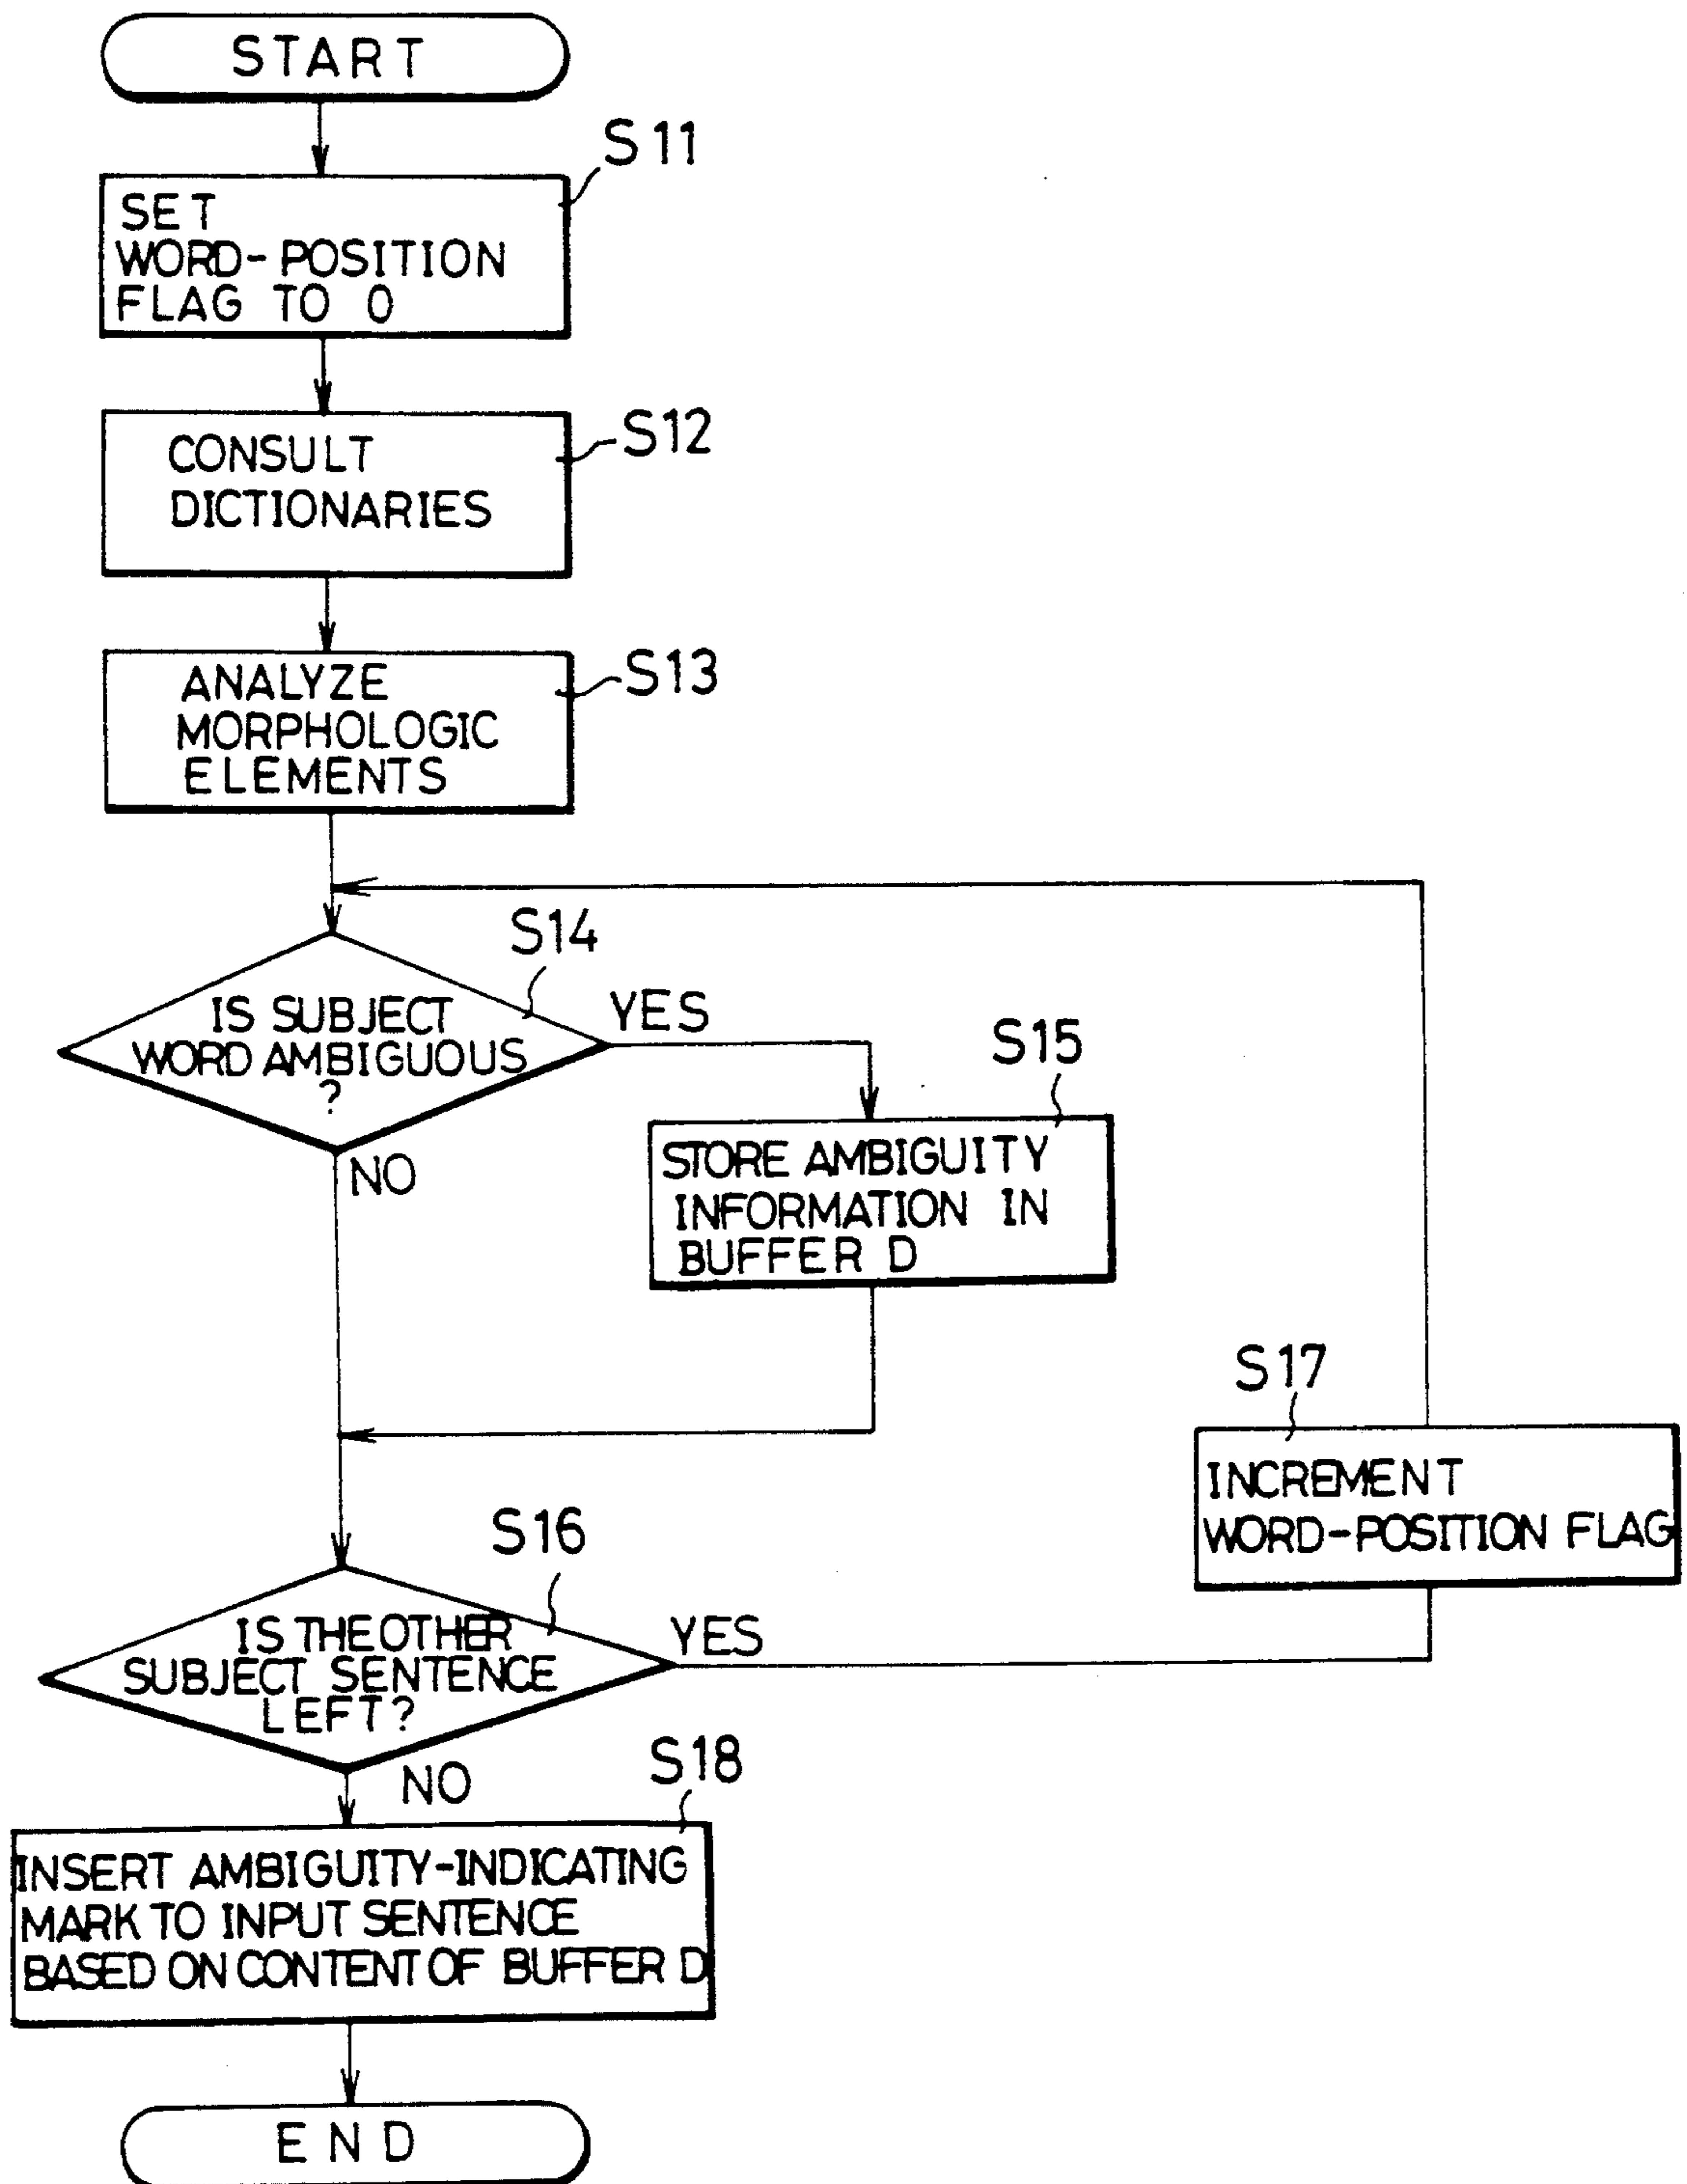 START
S11
SET
WORD-POSITION
FLAG TO 0
S12
CONSULT
DICTIONARIES
S13
ANALYZE
MORPHOLOGIC
ELEMENTS
S14
IS SUBJECT
WORD AMBIGUOUS
?
YES
NO
S15
STORE AMBIGUITY
INFORMATION IN
BUFFER D
S17
INCREMENT
WORD-POSITION FLAG
S16
IS THE OTHER
SUBJECT SENTENCE
LEFT?
YES
NO
S18
INSERT AMBIGUITY-INDICATING
MARK TO INPUT SENTENCE
BASED ON CONTENT OF BUFFER D
END